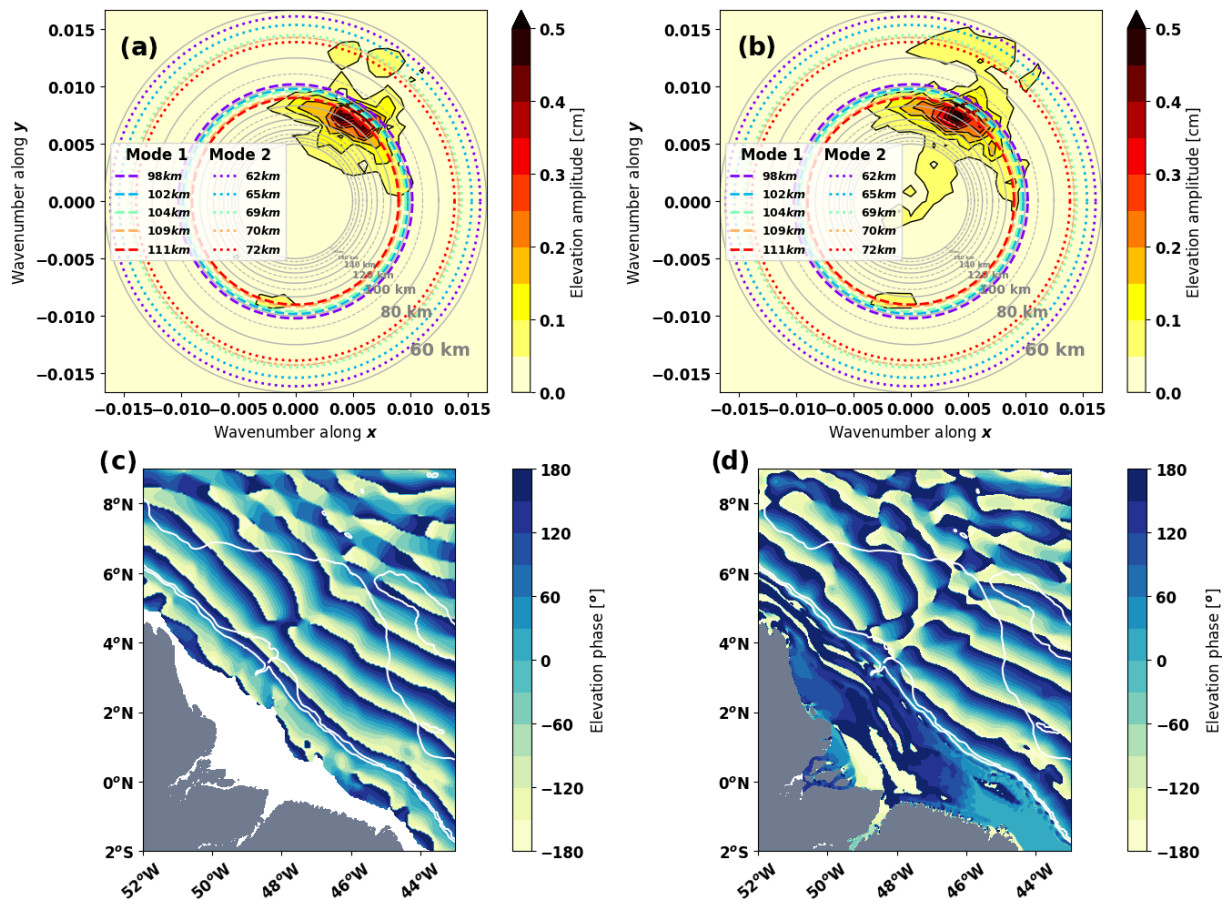 (a)
0.015
0.010
0.005
0.000
−0.005
−0.010
−0.015
Wavenumber along y
Mode 1 Mode 2
98km 62km
102km 65km
104km 69km
109km 70km
111km 72km
140 km
120 km
100 km
80 km
60 km
−0.015 −0.010 −0.005 0.000 0.005 0.010 0.015
Wavenumber along x
0.5
0.4
0.3
0.2
0.1
0.0
Elevation amplitude [cm]
(b)
0.015
0.010
0.005
0.000
−0.005
−0.010
−0.015
Wavenumber along y
Mode 1 Mode 2
98km 62km
102km 65km
104km 69km
109km 70km
111km 72km
140 km
120 km
100 km
80 km
60 km
−0.015 −0.010 −0.005 0.000 0.005 0.010 0.015
Wavenumber along x
0.5
0.4
0.3
0.2
0.1
0.0
Elevation amplitude [cm]
(c)
8°N
6°N
4°N
2°N
0°N
2°S
52°W 50°W 48°W 46°W 44°W
180
120
60
0
−60
−120
−180
Elevation phase [°]
(d)
8°N
6°N
4°N
2°N
0°N
2°S
52°W 50°W 48°W 46°W 44°W
180
120
60
0
−60
−120
−180
Elevation phase [°]